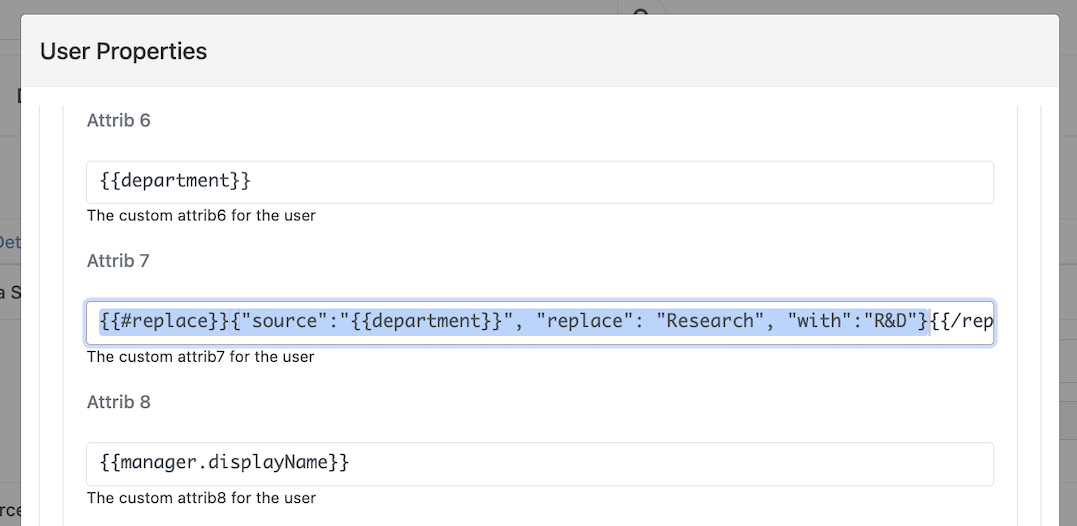 User Properties
Attrib 6
{{department}}
The custom attrib6 for the user
Attrib 7
{{#replace}}{"source":"{{department}}", "replace": "Research", "with":"R&D"}{{/rep
The custom attrib7 for the user
Attrib 8
{{manager.displayName}}
The custom attrib8 for the user